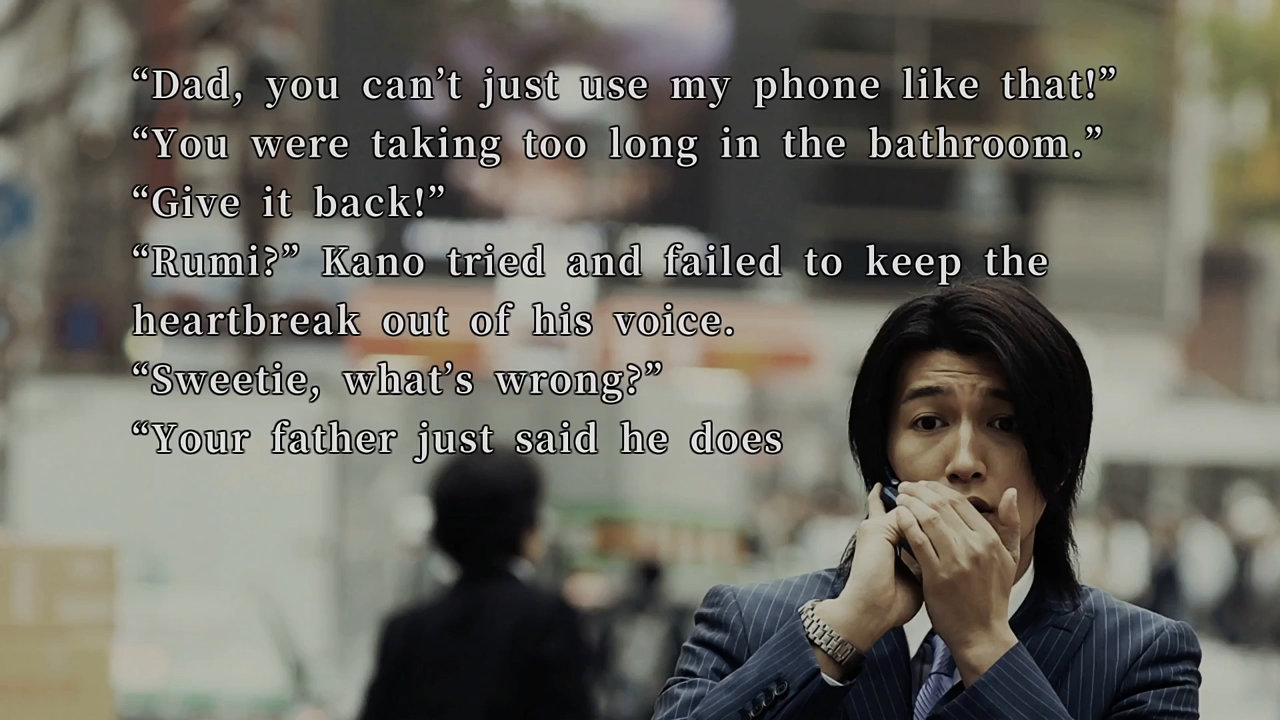 “Dad, you can’t just use my phone like that!”
“You were taking too long in the bathroom.”
“Give it back!”
“Rumi?” Kano tried and failed to keep the
heartbreak out of his voice.
“Sweetie, what’s wrong?”
“Your father just said he does